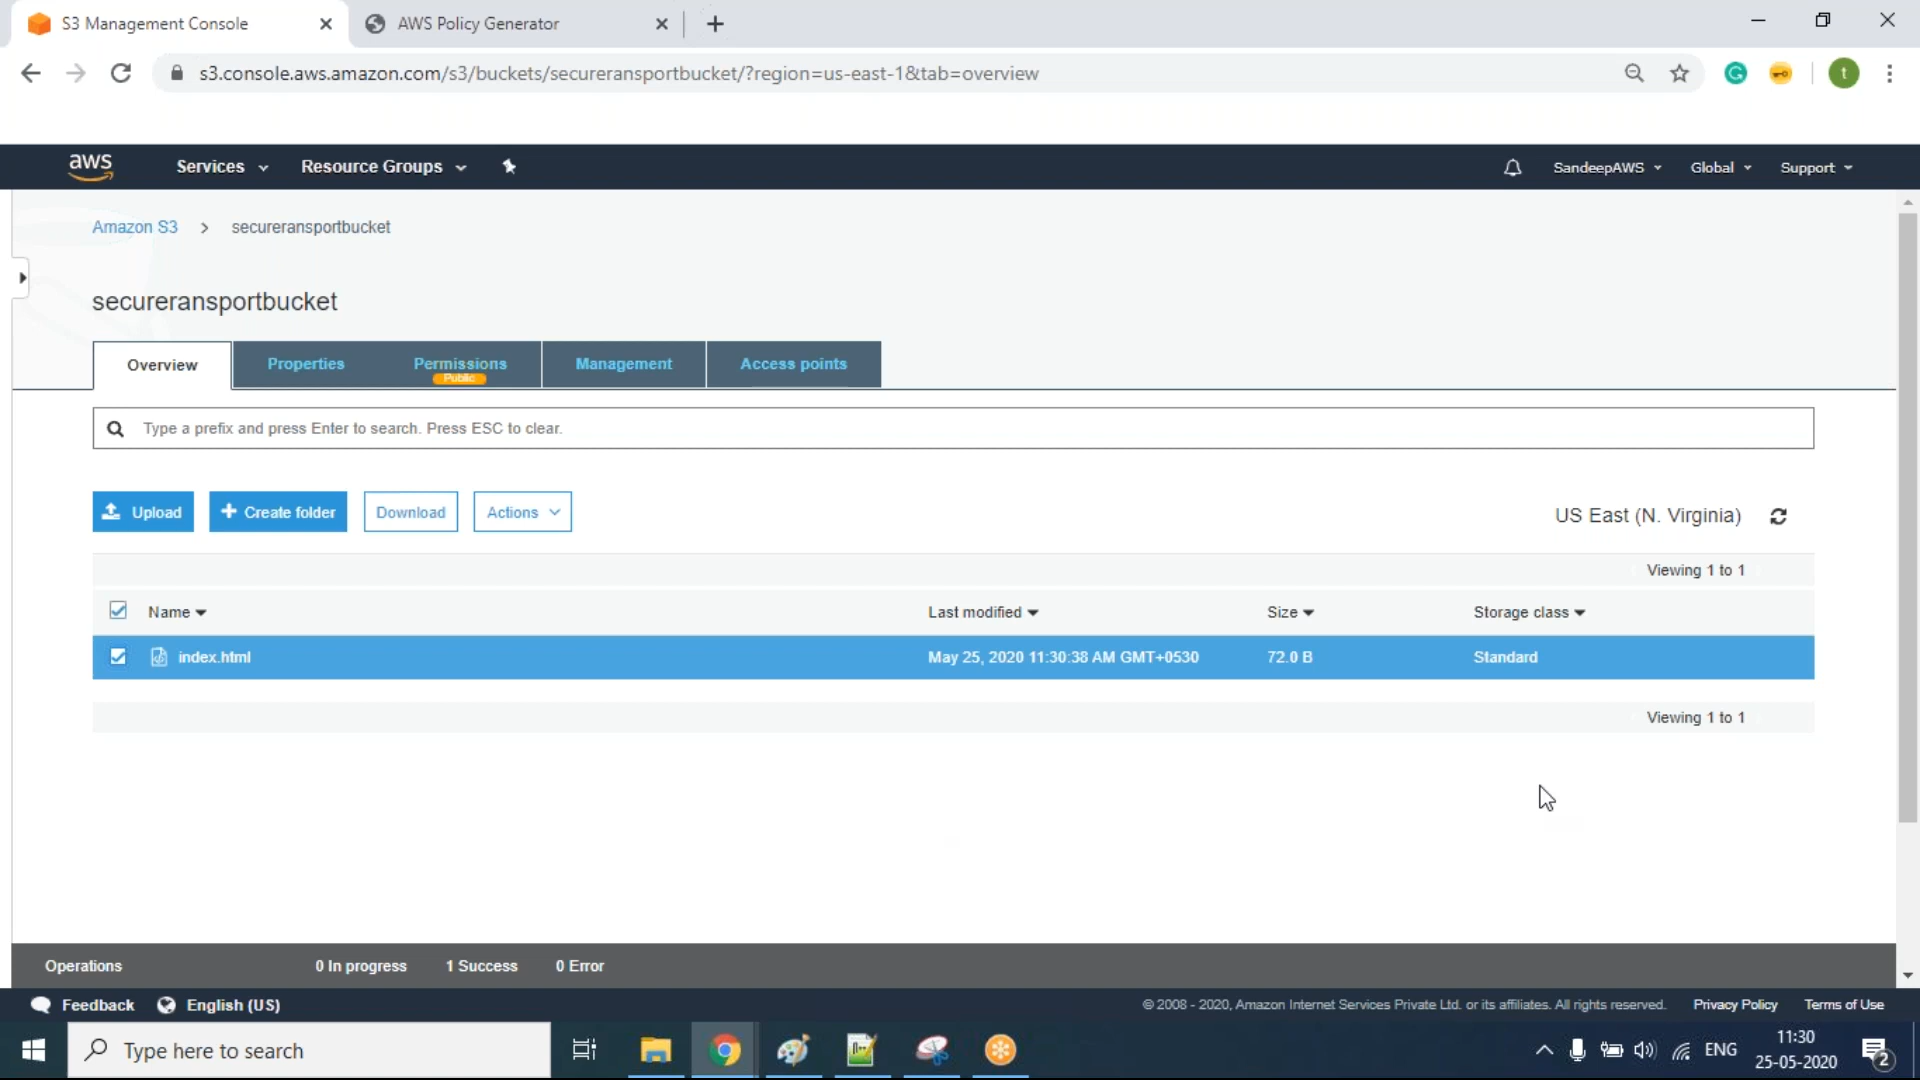 S3 Management Console
AWS Policy Generator
s3.console.aws.amazon.com/s3/buckets/secureransportbucket/?region=us-east-1&tab=overview
t
aws
Services
Resource Groups
SandeepAWS
Global
Support
Amazon S3 > secureransportbucket
secureransportbucket
Overview
Properties
Permissions
Public
Management
Access points
Type a prefix and press Enter to search. Press ESC to clear.
Upload
+ Create folder
Download
Actions
US East (N. Virginia)
Viewing 1 to 1
Name
Last modified
Size
Storage class
index.html
May 25, 2020 11:30:38 AM GMT+0530
72.0 B
Standard
Viewing 1 to 1
Operations
0 In progress
1 Success
0 Error
Feedback
English (US)
© 2008 - 2020, Amazon Internet Services Private Ltd. or its affiliates. All rights reserved.
Privacy Policy
Terms of Use
Type here to search
ENG
11:30
25-05-2020
2